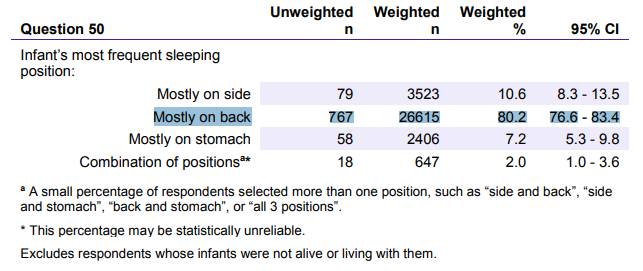 Question 50 Unweighted n Weighted n Weighted % 95% CI
Infant's most frequent sleeping position:
Mostly on side 79 3523 10.6 8.3 - 13.5
Mostly on back 767 26615 80.2 76.6 - 83.4
Mostly on stomach 58 2406 7.2 5.3 - 9.8
Combination of positionsa* 18 647 2.0 1.0 - 3.6
a A small percentage of respondents selected more than one position, such as “side and back”, “side
and stomach”, “back and stomach”, or “all 3 positions”.
* This percentage may be statistically unreliable.
Excludes respondents whose infants were not alive or living with them.